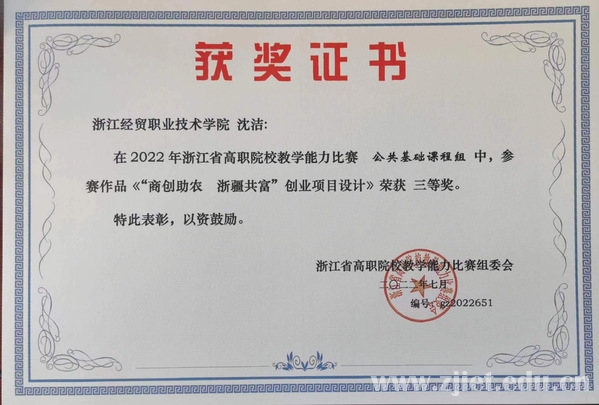 获奖证书
浙江经贸职业技术学院 沈洁:
在2022年浙江省高职院校教学能力比赛 公共基础课程组 中，参
赛作品《“商创助农 浙疆共富”创业项目设计》荣获 三等奖。
特此表彰，以资鼓励。
浙江省高职院校教学能力比赛组委会
二〇二二年七月
编号:gz2022651
www.zjiet.edu.cn